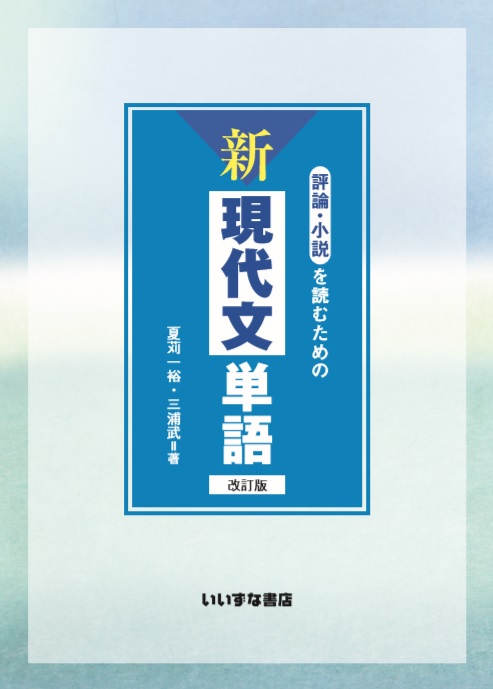 評論・小説を読むための
新
現代文
単語
改訂版
夏苅一裕・三浦武=著
いいずな書店